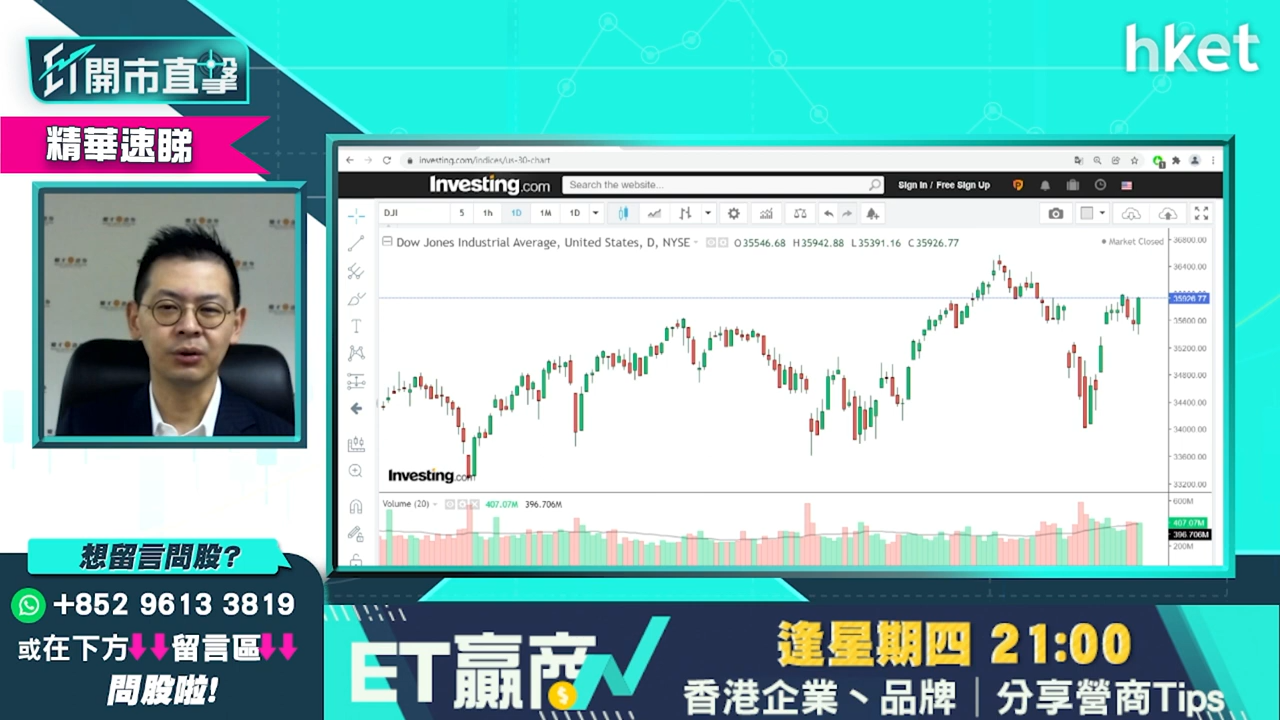 hket
ET開市直擊
精華速睇
investing.com/indices/us-30-chart
Investing.com
Search the website...
Sign In / Free Sign Up
DJI
5
1h
1D
1M
1D
Dow Jones Industrial Average, United States, D, NYSE
O35546.68 H35942.88 L35391.16 C35926.77
Market Closed
36800.00
36400.00
35926.77
35600.00
35200.00
34800.00
34400.00
34000.00
33600.00
33200.00
Investing.com
Volume (20)
407.07M 396.706M
600M
407.07M
396.706M
200M
想留言問股?
+852 9613 3819
或在下方留言區
問股啦!
ET贏商
逢星期四 21:00
香港企業、品牌｜分享營商Tips